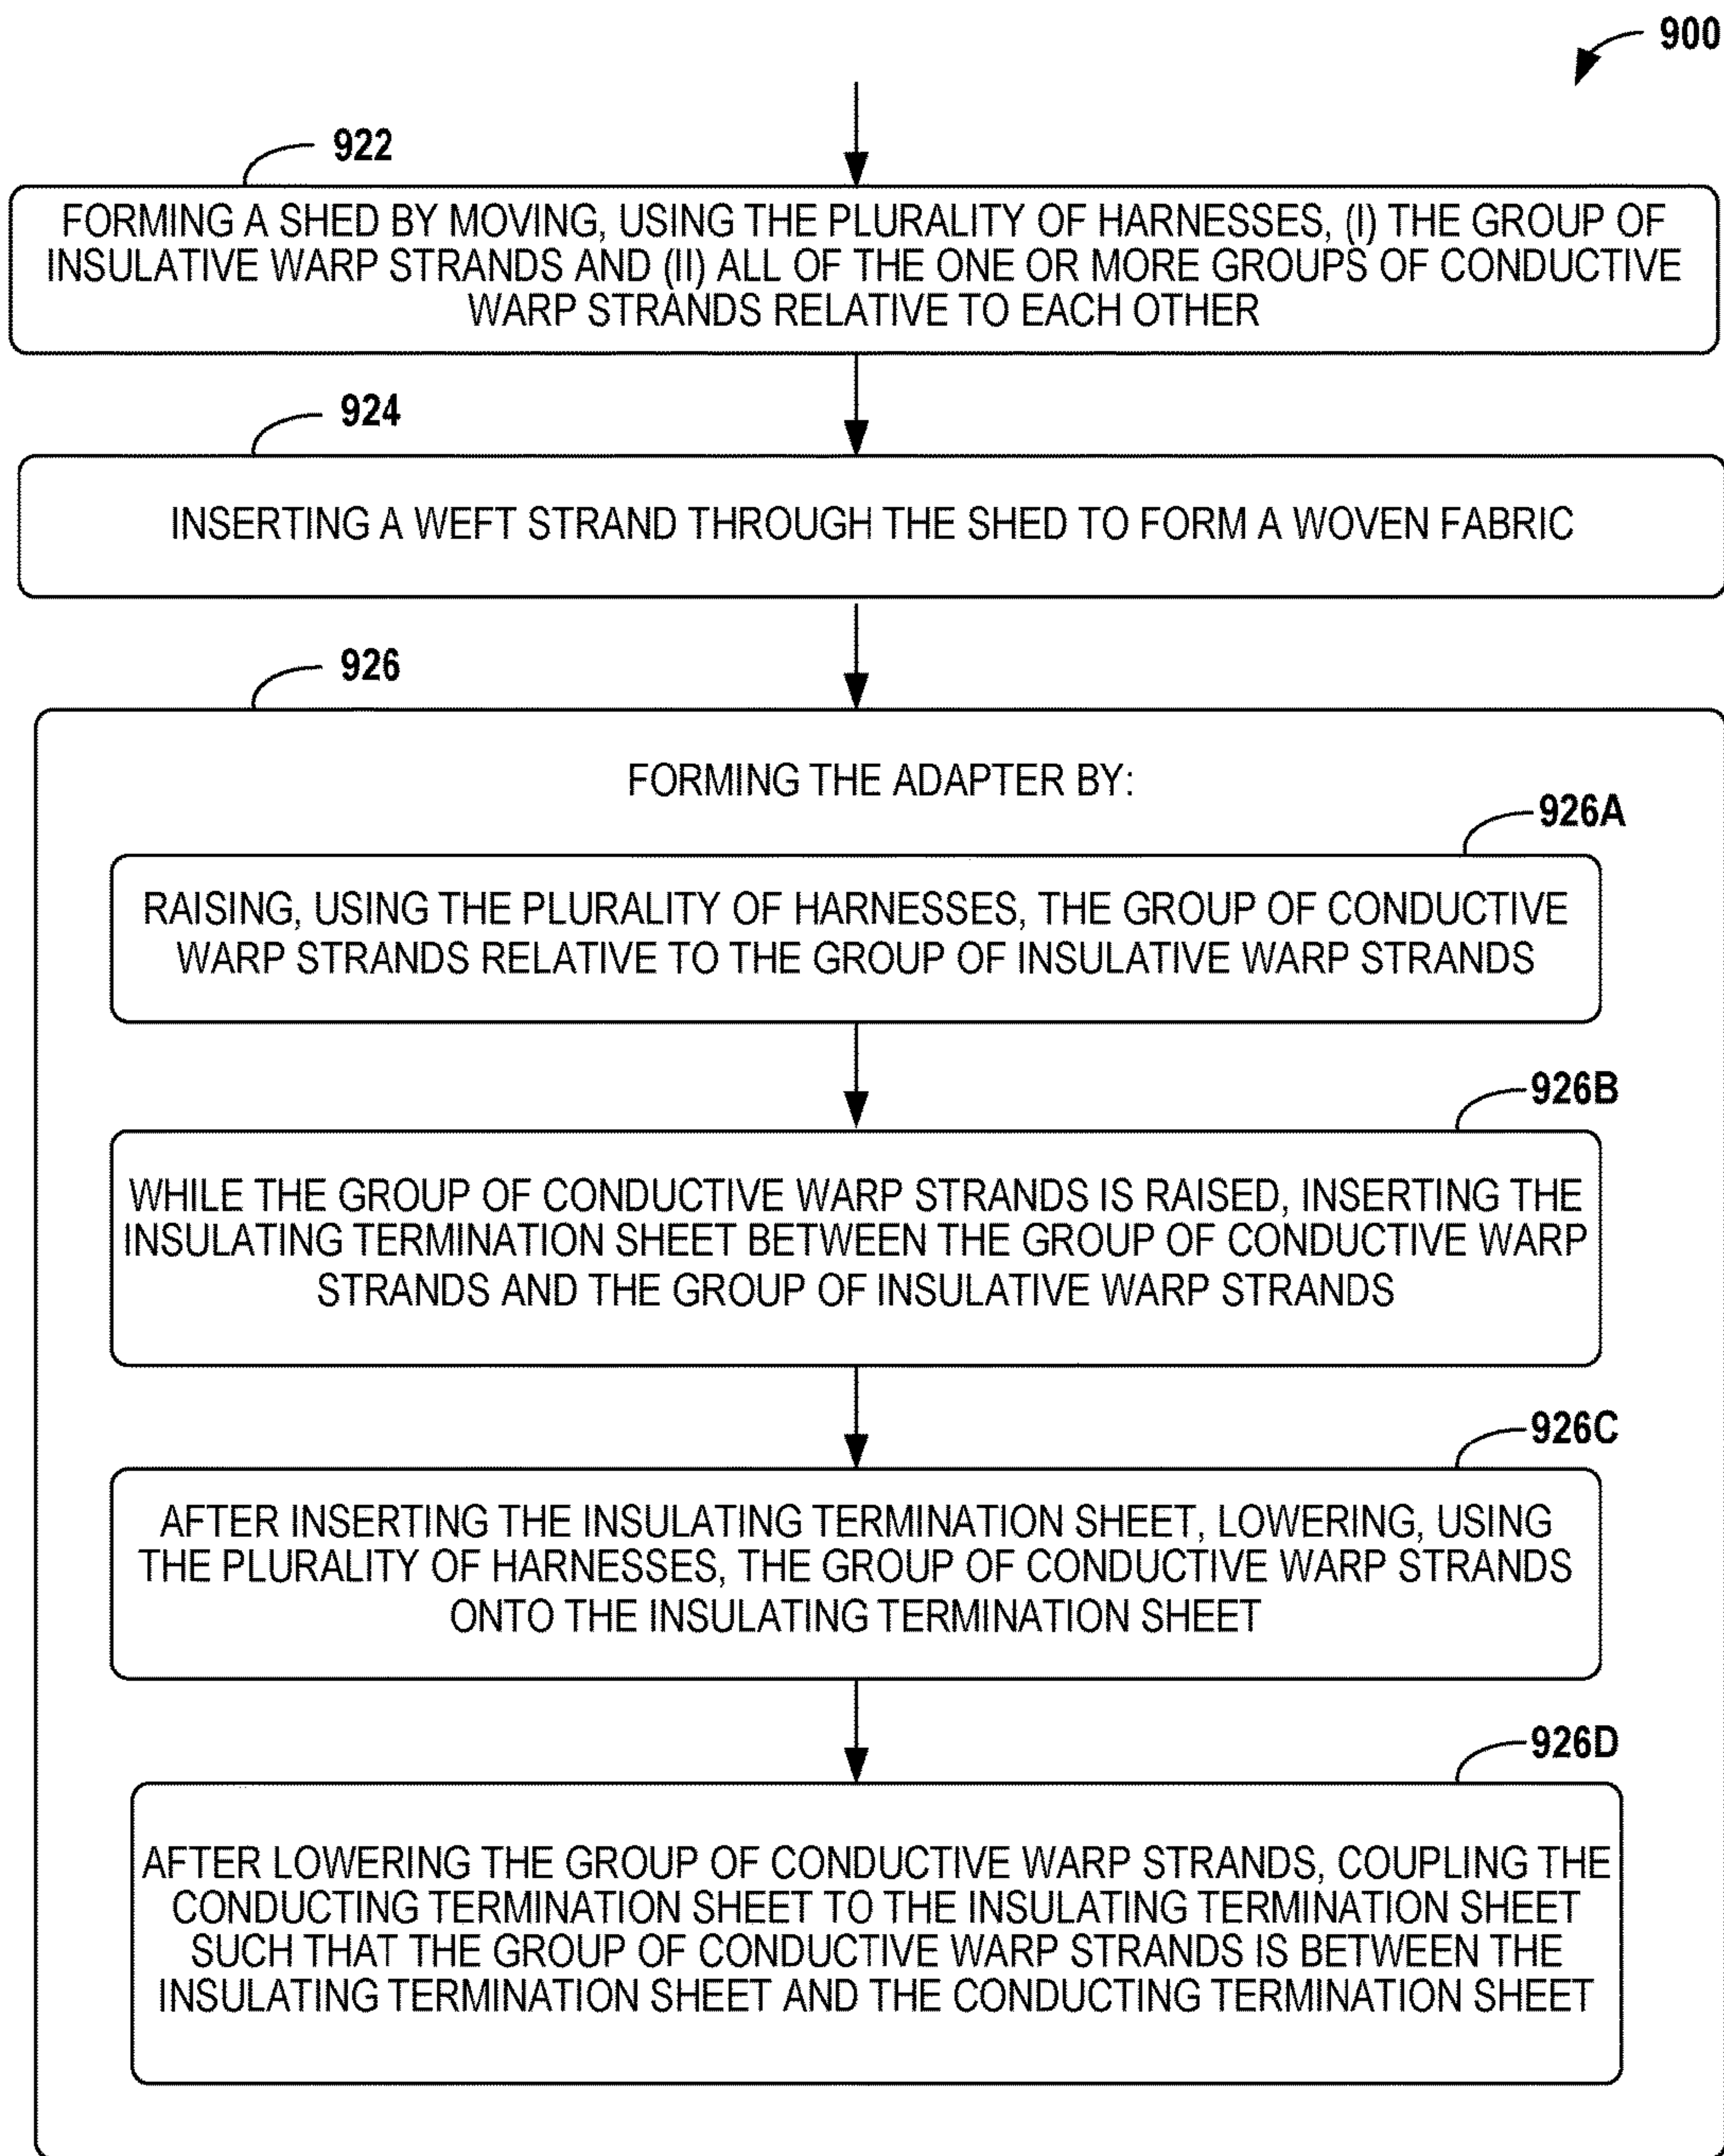 900
922
FORMING A SHED BY MOVING, USING THE PLURALITY OF HARNESSES, (I) THE GROUP OF
INSULATIVE WARP STRANDS AND (II) ALL OF THE ONE OR MORE GROUPS OF CONDUCTIVE
WARP STRANDS RELATIVE TO EACH OTHER
924
INSERTING A WEFT STRAND THROUGH THE SHED TO FORM A WOVEN FABRIC
926
FORMING THE ADAPTER BY:
926A
RAISING, USING THE PLURALITY OF HARNESSES, THE GROUP OF CONDUCTIVE
WARP STRANDS RELATIVE TO THE GROUP OF INSULATIVE WARP STRANDS
926B
WHILE THE GROUP OF CONDUCTIVE WARP STRANDS IS RAISED, INSERTING THE
INSULATING TERMINATION SHEET BETWEEN THE GROUP OF CONDUCTIVE WARP
STRANDS AND THE GROUP OF INSULATIVE WARP STRANDS
926C
AFTER INSERTING THE INSULATING TERMINATION SHEET, LOWERING, USING
THE PLURALITY OF HARNESSES, THE GROUP OF CONDUCTIVE WARP STRANDS
ONTO THE INSULATING TERMINATION SHEET
926D
AFTER LOWERING THE GROUP OF CONDUCTIVE WARP STRANDS, COUPLING THE
CONDUCTING TERMINATION SHEET TO THE INSULATING TERMINATION SHEET
SUCH THAT THE GROUP OF CONDUCTIVE WARP STRANDS IS BETWEEN THE
INSULATING TERMINATION SHEET AND THE CONDUCTING TERMINATION SHEET